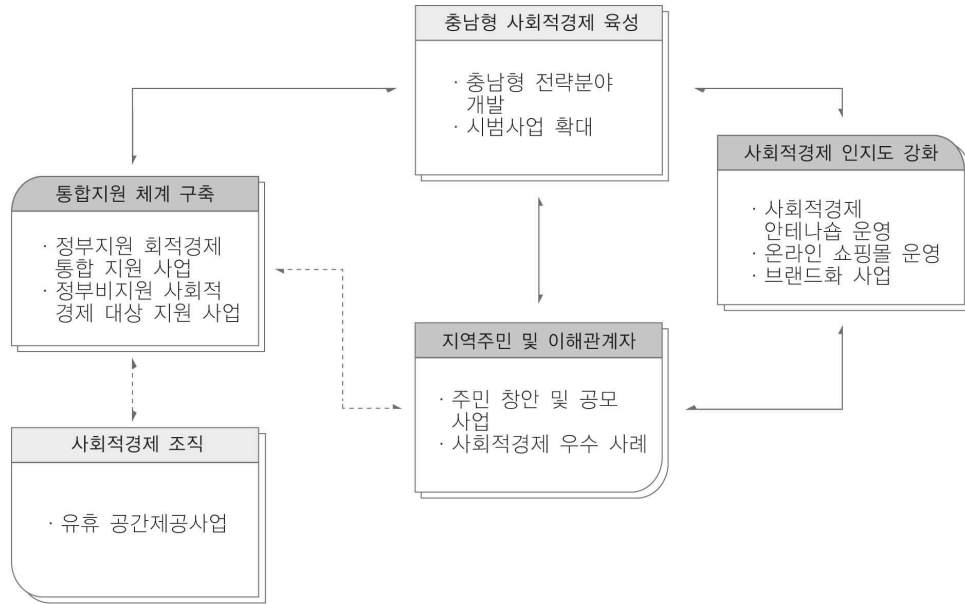 충남형 사회적경제 육성
· 충남형 전략분야
개발
· 시범사업 확대
사회적경제 인지도 강화
· 사회적경제
안테나숍 운영
· 온라인 쇼핑몰 운영
· 브랜드화 사업
통합지원 체계 구축
· 정부지원 회적경제
통합 지원 사업
· 정부비지원 사회적
경제 대상 지원 사업
지역주민 및 이해관계자
· 주민 창안 및 공모
사업
· 사회적경제 우수 사례
사회적경제 조직
· 유휴 공간제공사업